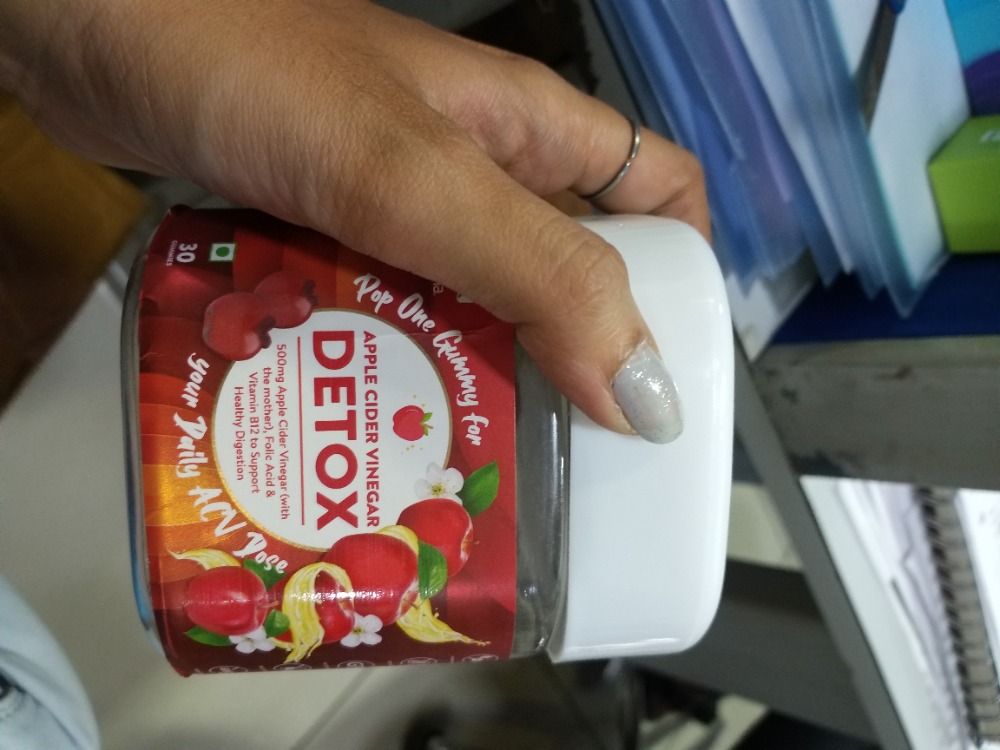 Pop One Gummy for
APPLE CIDER VINEGAR
DETOX
500mg Apple Cider Vinegar (with
the mother), Folic Acid &
Vitamin B12 to Support
Healthy Digestion
your Daily ACV Dose
30
GUMMIES